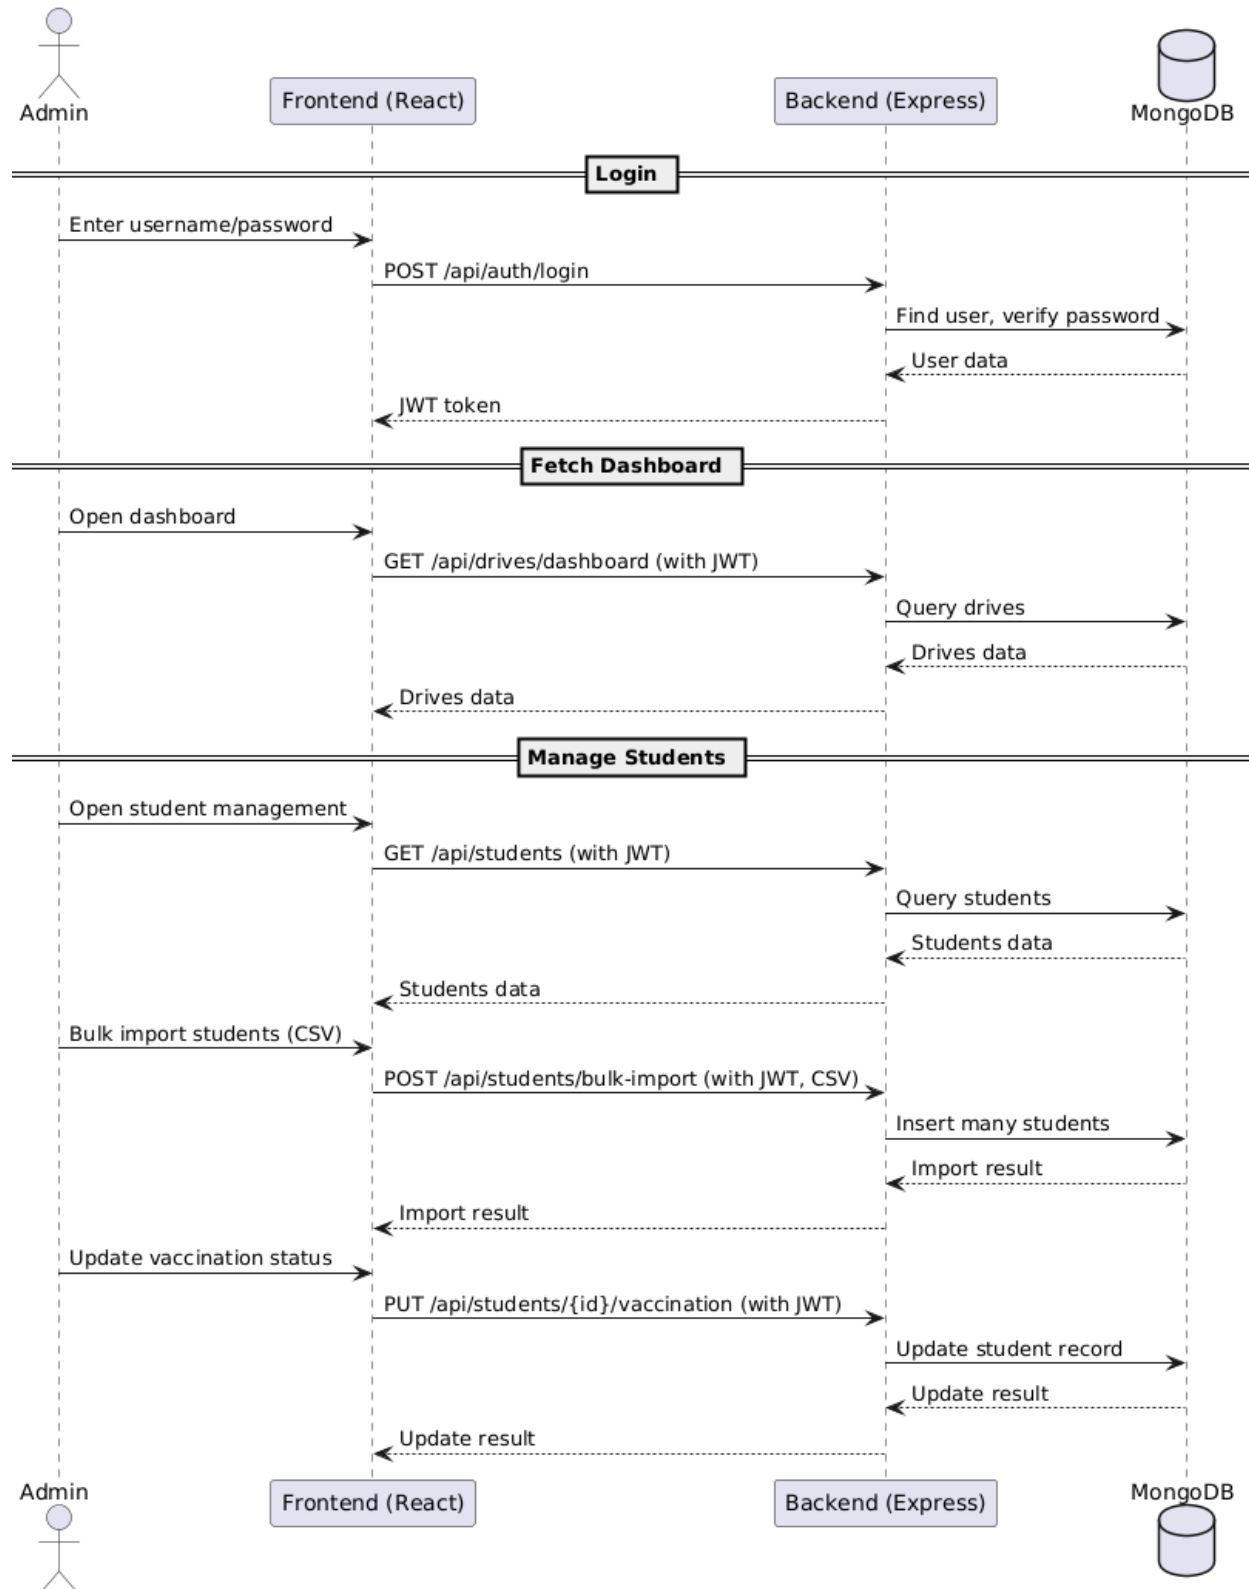 Admin
Frontend (React)
Backend (Express)
MongoDB
Login
Enter username/password
POST /api/auth/login
Find user, verify password
User data
JWT token
Fetch Dashboard
Open dashboard
GET /api/drives/dashboard (with JWT)
Query drives
Drives data
Drives data
Manage Students
Open student management
GET /api/students (with JWT)
Query students
Students data
Students data
Bulk import students (CSV)
POST /api/students/bulk-import (with JWT, CSV)
Insert many students
Import result
Import result
Update vaccination status
PUT /api/students/{id}/vaccination (with JWT)
Update student record
Update result
Update result
Admin
Frontend (React)
Backend (Express)
MongoDB